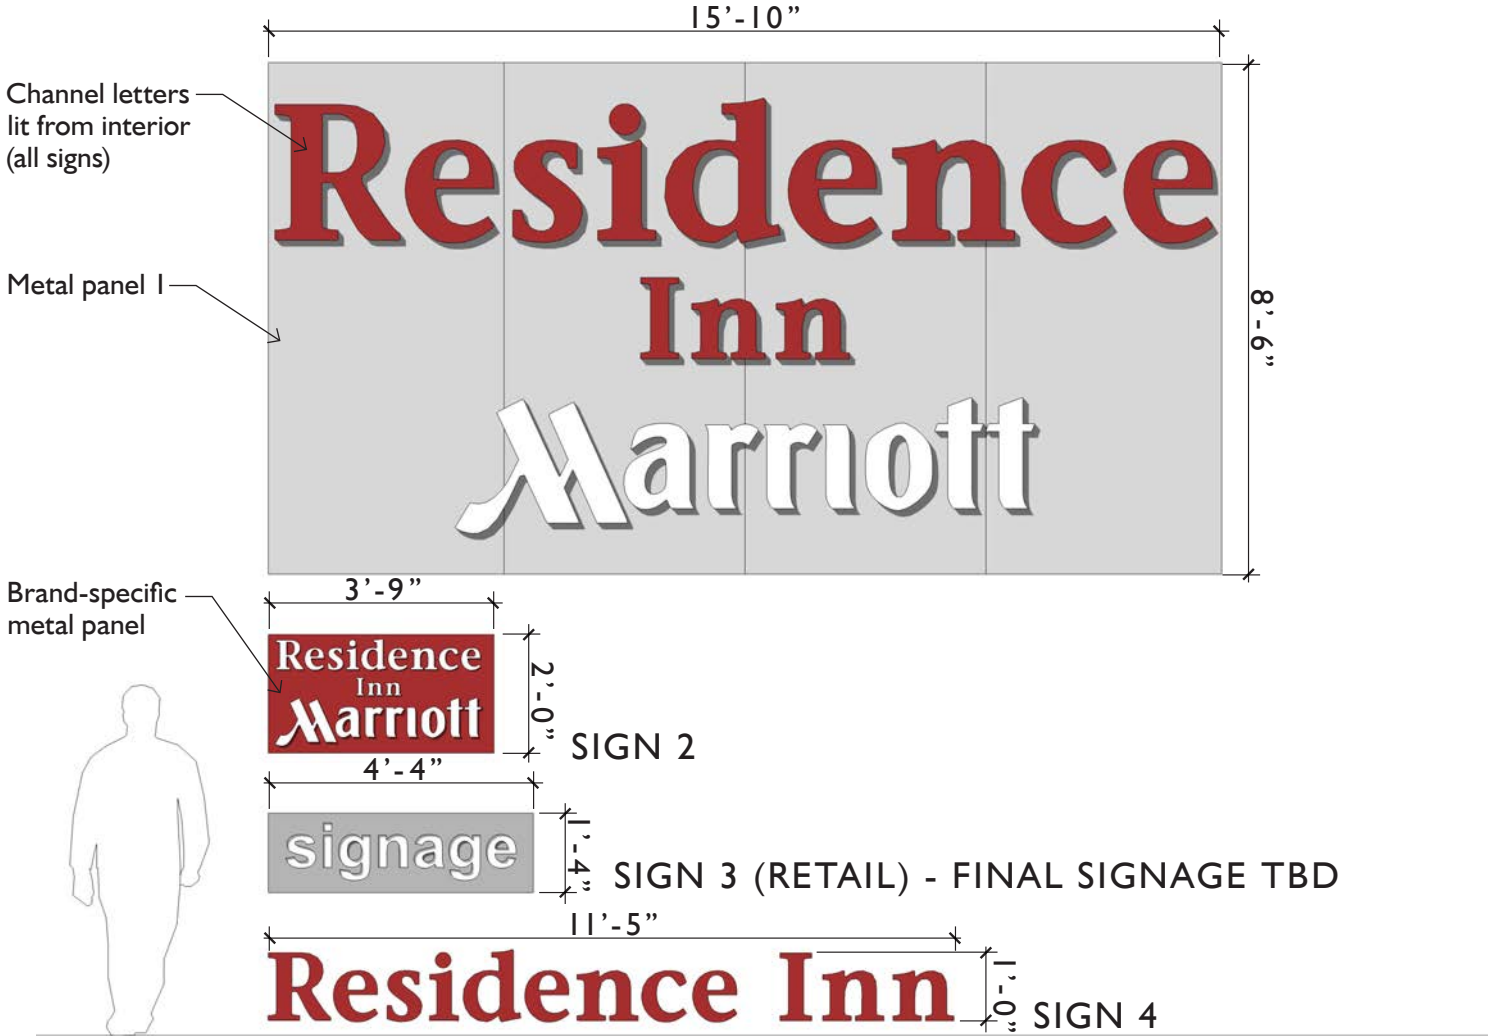 15’-10”
Channel letters
lit from interior
(all signs)
Residence
Inn
Marriott
Metal panel 1
8’-6”
Brand-specific
metal panel
3’-9”
Residence
Inn
Marriott
2’-0”
SIGN 2
4’-4”
signage
1’-4”
SIGN 3 (RETAIL) - FINAL SIGNAGE TBD
11’-5”
Residence Inn
1’-0”
SIGN 4